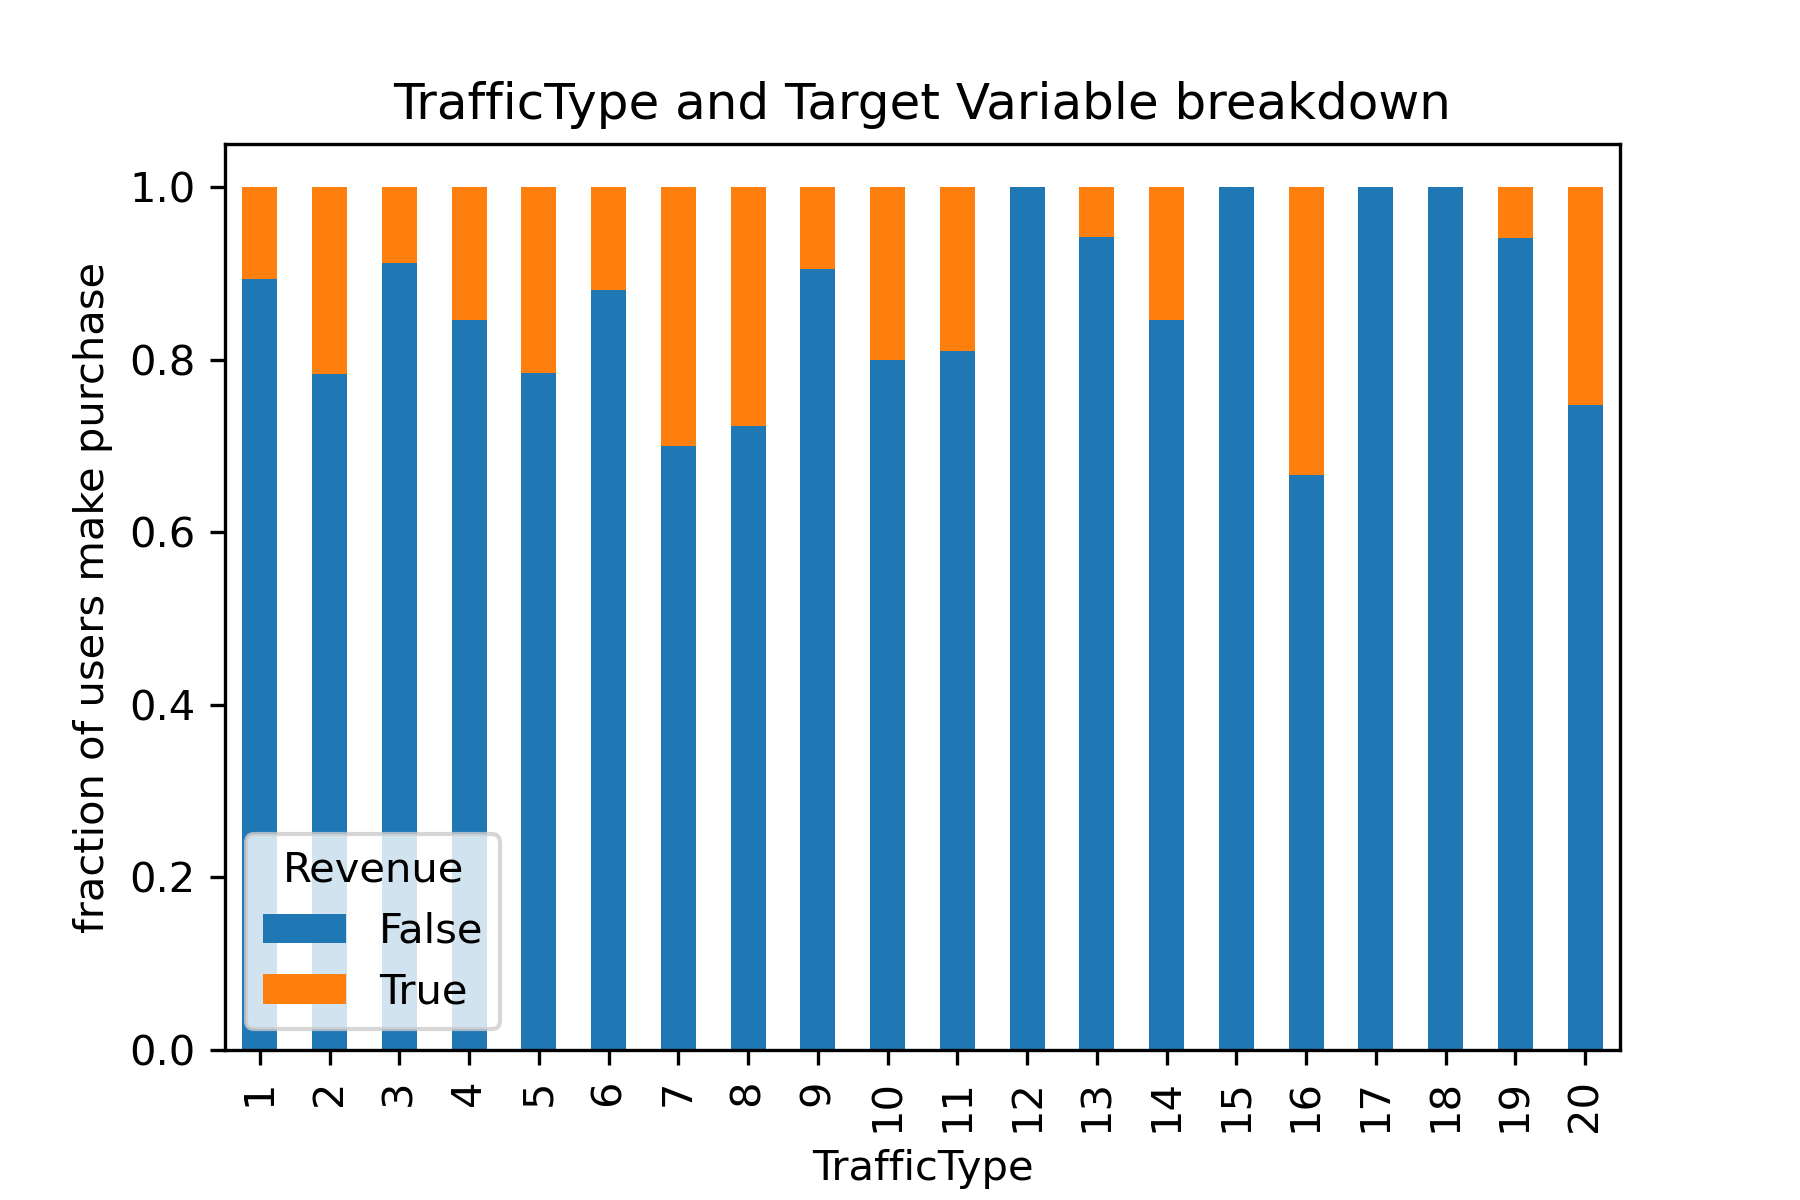 TrafficType and Target Variable breakdown
fraction of users make purchase
1.0
0.8
0.6
0.4
0.2
0.0
Revenue
False
True
1 2 3 4 5 6 7 8 9 10 11 12 13 14 15 16 17 18 19 20
TrafficType